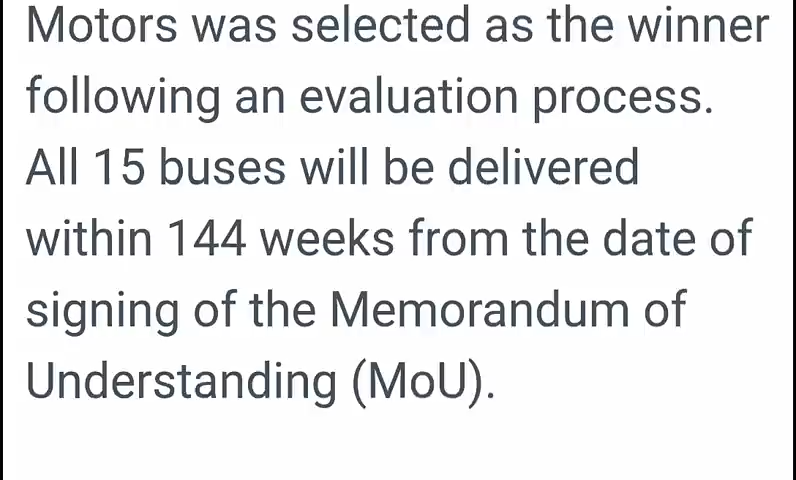 Motors was selected as the winner
following an evaluation process.
All 15 buses will be delivered
within 144 weeks from the date of
signing of the Memorandum of
Understanding (MoU).